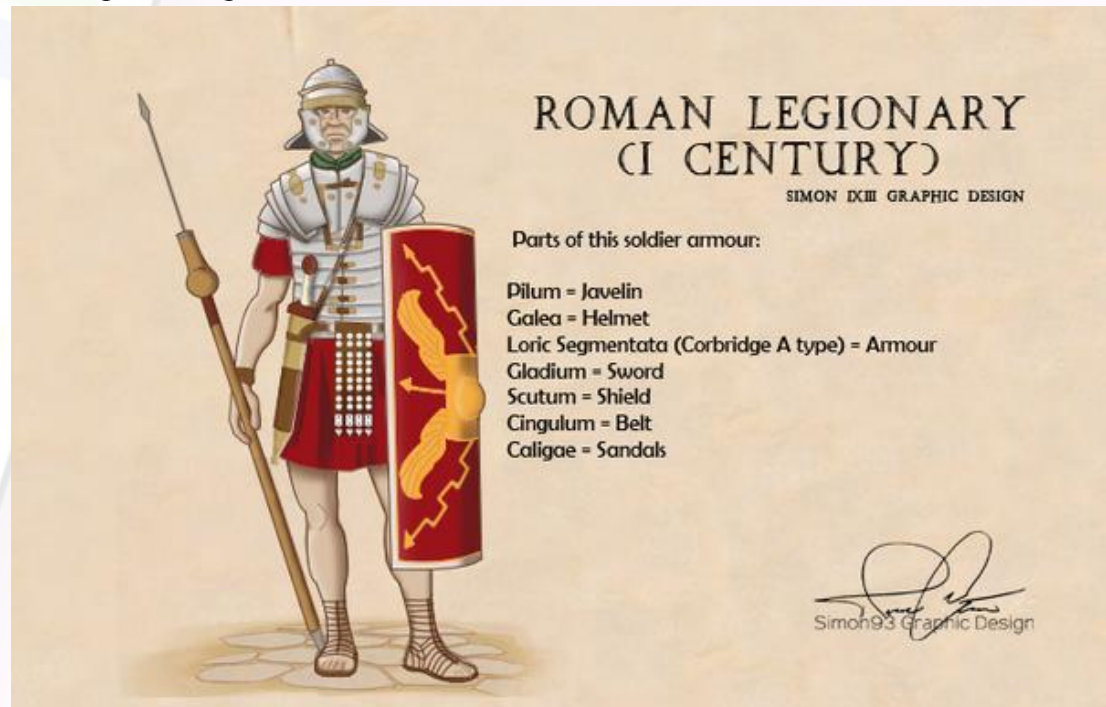 ROMAN LEGIONARY
(I CENTURY)
SIMON IXIII GRAPHIC DESIGN
Parts of this soldier armour:
Pilum = Javelin
Galea = Helmet
Loric Segmentata (Corbridge A type) = Armour
Gladium = Sword
Scutum = Shield
Cingulum = Belt
Caligae = Sandals
Simon93 Graphic Design